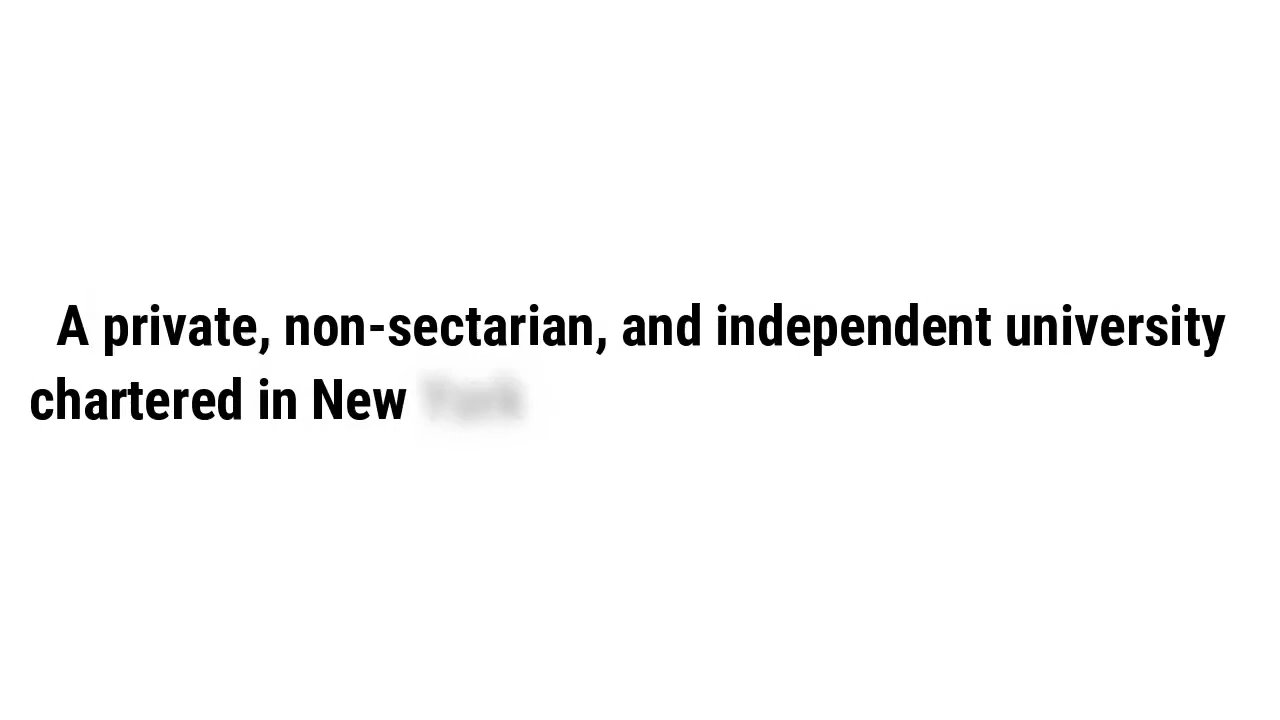 A private, non-sectarian, and independent university
chartered in New